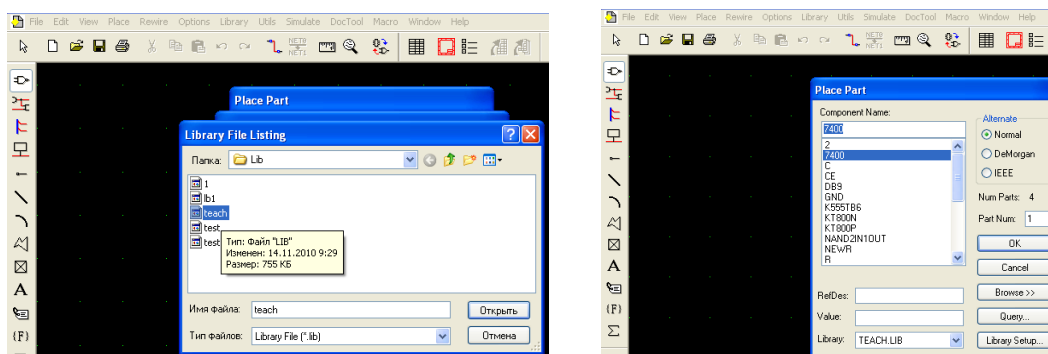 File Edit View Place Rewire Options Library Utils Simulate DocTool Macro Window Help
NET0
NET1
Place Part
Library File Listing
Папка: Lib
1
lb1
teach
test
test
Тип: Файл "LIB"
Изменен: 14.11.2010 9:29
Размер: 755 КБ
Имя файла: teach Открыть
Тип файлов: Library File (*.lib) Отмена
A
{F}
Σ
File Edit View Place Rewire Options Library Utils Simulate DocTool Macro Window Help
NET0
NET1
Place Part
Component Name:
7400
2
7400
C
CE
DB9
GND
K555TB6
KT800N
KT800P
NAND2IN1OUT
NEWR
R
Alternate
Normal
DeMorgan
IEEE
Num Parts: 4
Part Num: 1
OK
Cancel
RefDes: Browse >>
Value: Query...
Library: TEACH.LIB Library Setup...
A
{F}
Σ